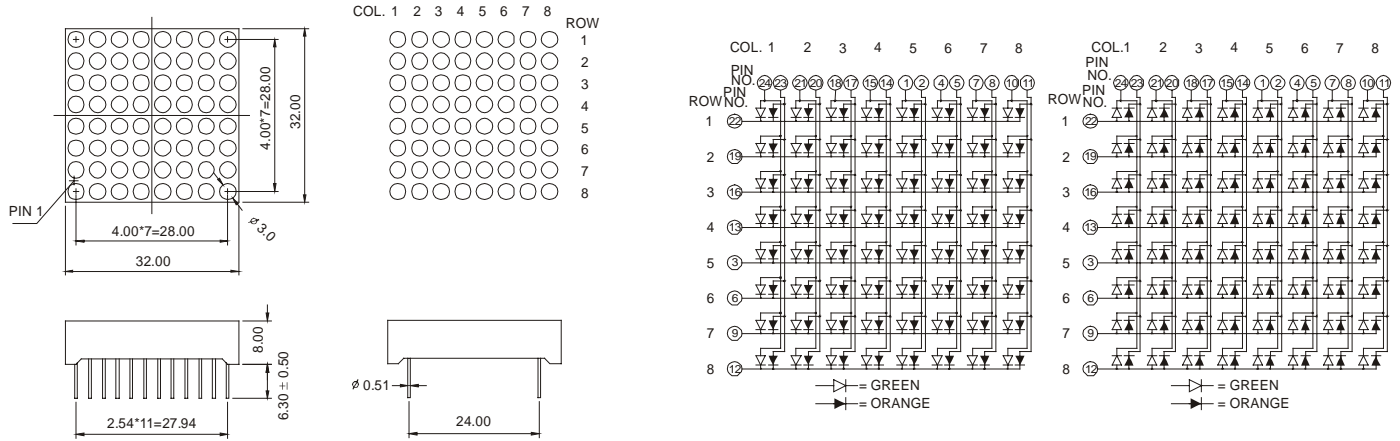 COL. 1 2 3 4 5 6 7 8
ROW
1
2
3
4
5
6
7
8
4.00*7=28.00
32.00
PIN 1
ø 3.0
4.00*7=28.00
32.00
8.00
6.30 ± 0.50
2.54*11=27.94
ø 0.51
24.00
COL. 1 2 3 4 5 6 7 8
PIN
NO. 24 23 21 20 18 17 15 14 1 2 4 5 7 8 10 11
PIN
ROW NO.
1 22
2 19
3 16
4 13
5 3
6 6
7 9
8 12
= GREEN
= ORANGE
COL.1 2 3 4 5 6 7 8
PIN
NO. 24 23 21 20 18 17 15 14 1 2 4 5 7 8 10 11
PIN
ROW NO.
1 22
2 19
3 16
4 13
5 3
6 6
7 9
8 12
= GREEN
= ORANGE